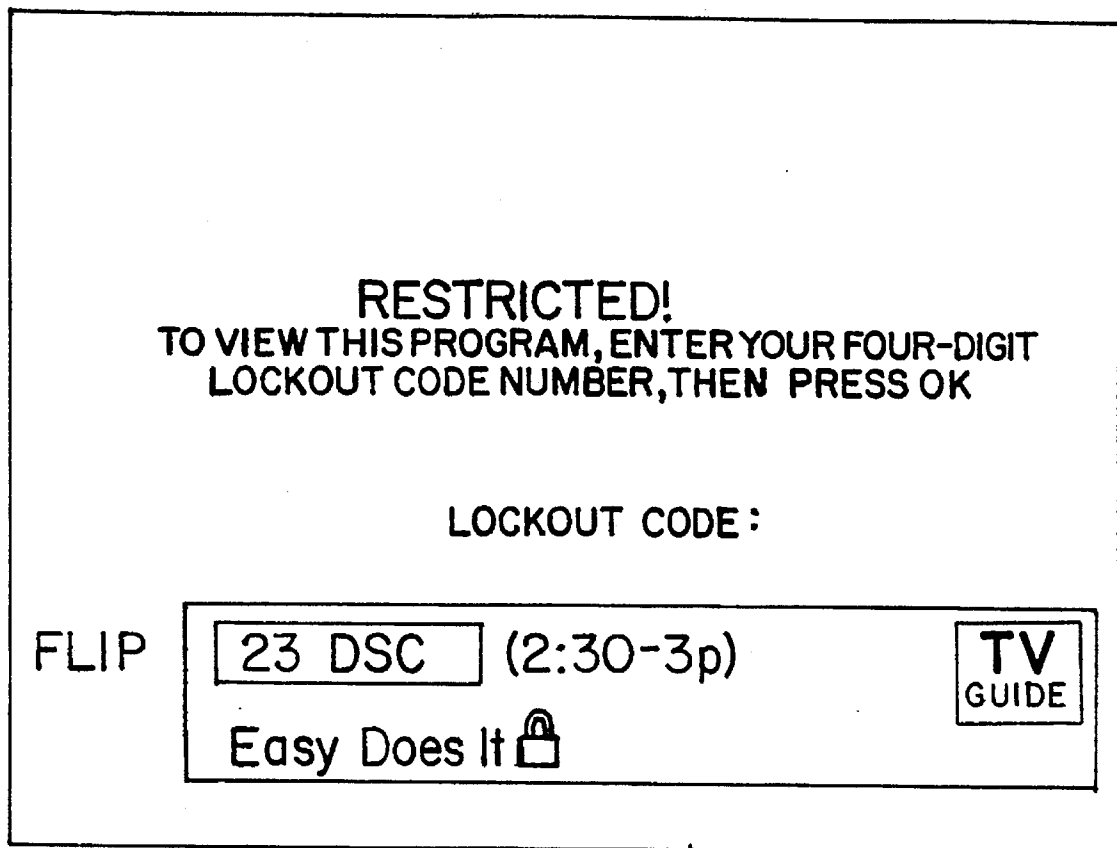 RESTRICTED!
TO VIEW THIS PROGRAM, ENTER YOUR FOUR-DIGIT
LOCKOUT CODE NUMBER, THEN PRESS OK
LOCKOUT CODE:
FLIP
23 DSC (2:30-3p)
TV
GUIDE
Easy Does It